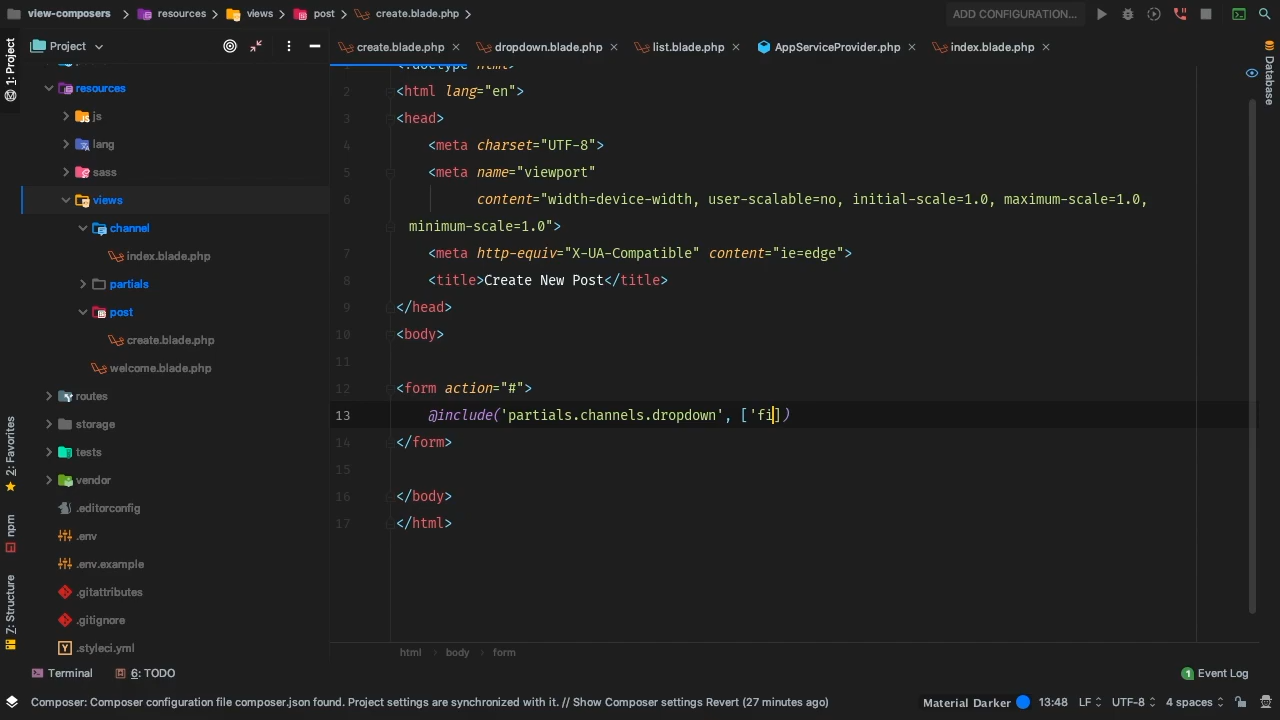 view-composers
resources
views
post
create.blade.php
ADD CONFIGURATION...
1: Project
Project
create.blade.php
dropdown.blade.php
list.blade.php
AppServiceProvider.php
index.blade.php
Database
resources
js
lang
sass
views
channel
index.blade.php
partials
post
create.blade.php
welcome.blade.php
routes
storage
tests
vendor
.editorconfig
.env
.env.example
.gitattributes
.gitignore
.styleci.yml
2: Favorites
npm
7: Structure
1 <!doctype html>
2 <html lang="en">
3 <head>
4 <meta charset="UTF-8">
5 <meta name="viewport"
6 content="width=device-width, user-scalable=no, initial-scale=1.0, maximum-scale=1.0,
minimum-scale=1.0">
7 <meta http-equiv="X-UA-Compatible" content="ie=edge">
8 <title>Create New Post</title>
9 </head>
10 <body>
11
12 <form action="#">
13 @include('partials.channels.dropdown', ['fi])
14 </form>
15
16 </body>
17 </html>
html
body
form
Terminal
6: TODO
1 Event Log
Composer: Composer configuration file composer.json found. Project settings are synchronized with it. // Show Composer settings Revert (27 minutes ago)
Material Darker
13:48
LF
UTF-8
4 spaces